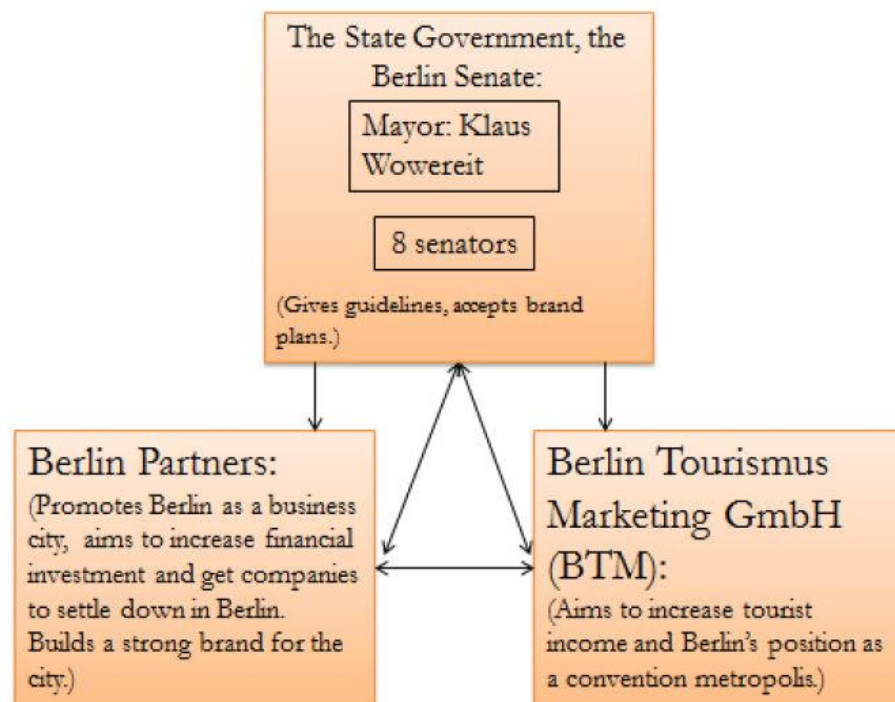 The State Government, the
Berlin Senate:
Mayor: Klaus
Wowereit
8 senators
(Gives guidelines, accepts brand
plans.)
Berlin Partners:
(Promotes Berlin as a business
city, aims to increase financial
investment and get companies
to settle down in Berlin.
Builds a strong brand for the
city.)
Berlin Tourismus
Marketing GmbH
(BTM):
(Aims to increase tourist
income and Berlin's position as
a convention metropolis.)